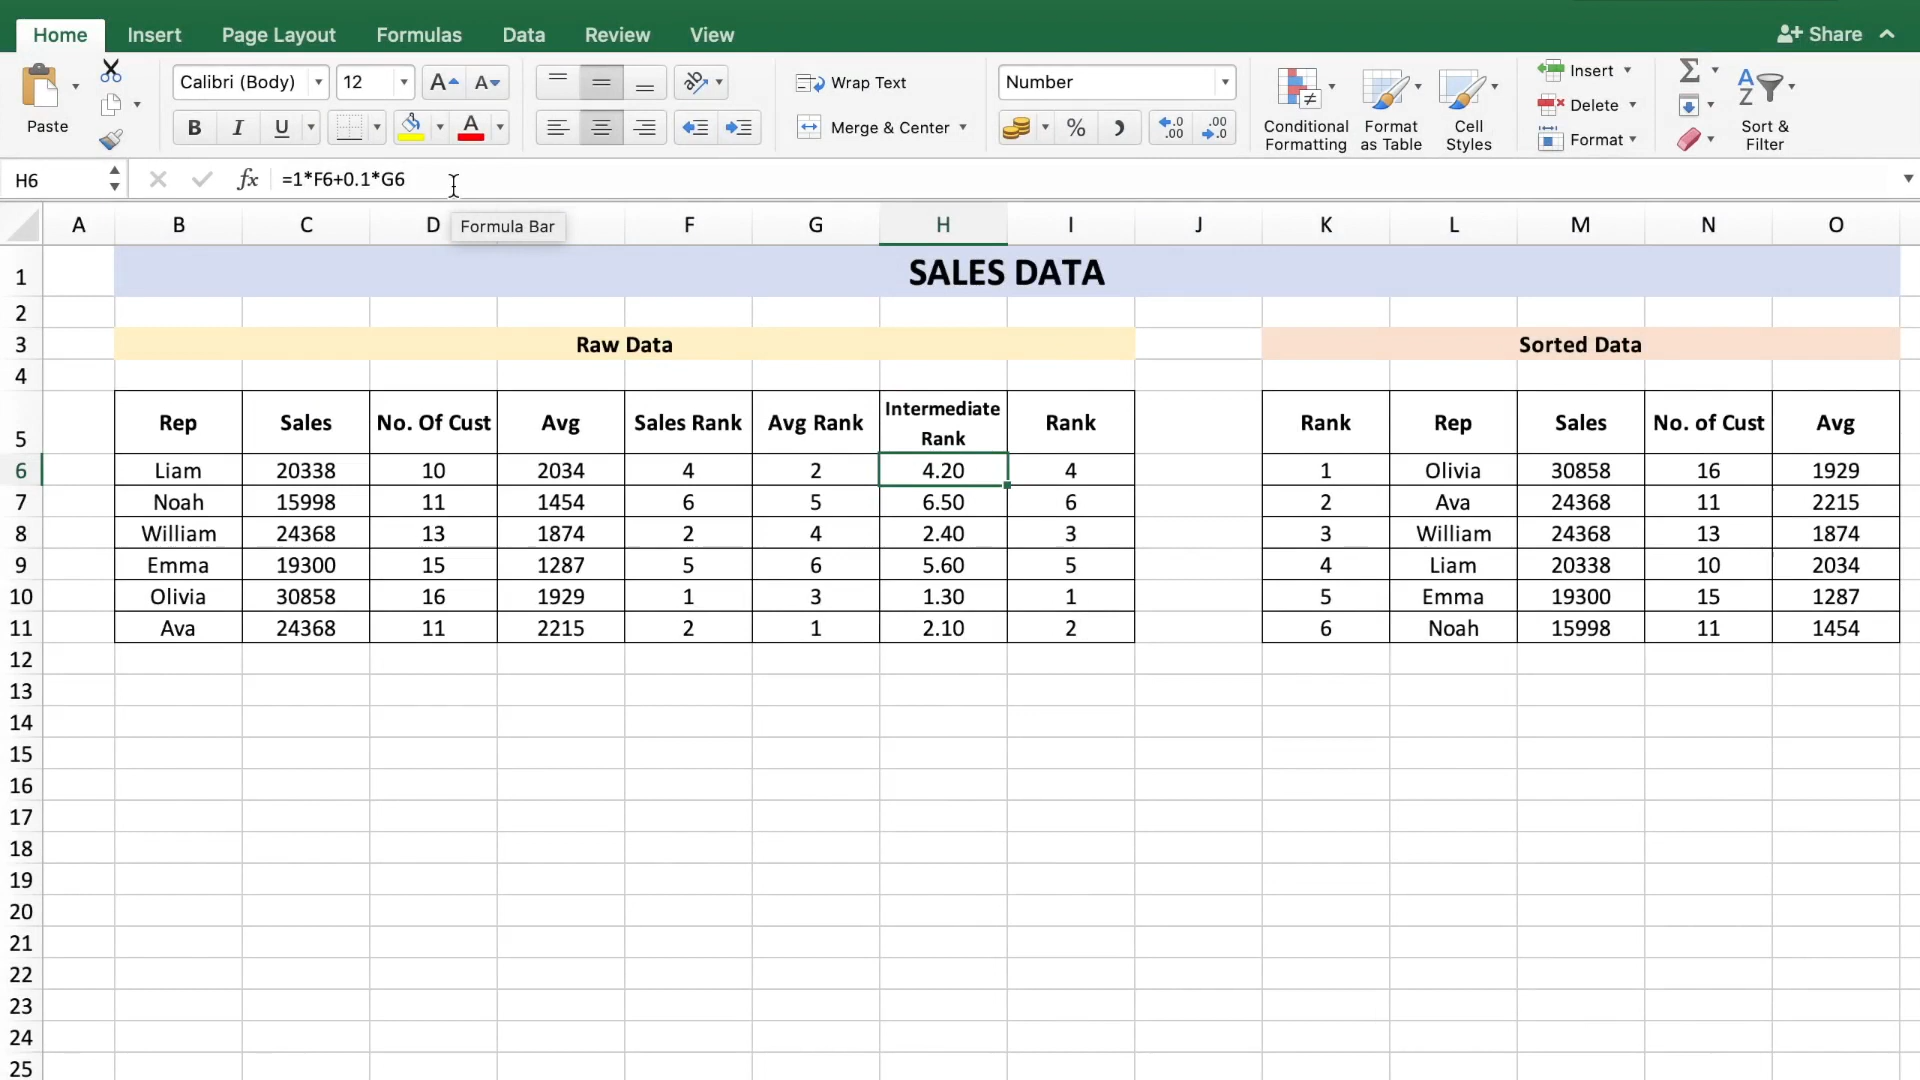 Home Insert Page Layout Formulas Data Review View Share
Calibri (Body) 12 A A Wrap Text Number Insert
Paste Delete
B I U A Merge & Center % Conditional Formatting Format as Table Cell Styles Format Sort & Filter
H6 fx =1*F6+0.1*G6
Formula Bar
A B C D F G H I J K L M N O
1 SALES DATA
2
3 Raw Data Sorted Data
4
5 Rep Sales No. Of Cust Avg Sales Rank Avg Rank Intermediate Rank Rank Rank Rep Sales No. of Cust Avg
6 Liam 20338 10 2034 4 2 4.20 4 1 Olivia 30858 16 1929
7 Noah 15998 11 1454 6 5 6.50 6 2 Ava 24368 11 2215
8 William 24368 13 1874 2 4 2.40 3 3 William 24368 13 1874
9 Emma 19300 15 1287 5 6 5.60 5 4 Liam 20338 10 2034
10 Olivia 30858 16 1929 1 3 1.30 1 5 Emma 19300 15 1287
11 Ava 24368 11 2215 2 1 2.10 2 6 Noah 15998 11 1454
12
13
14
15
16
17
18
19
20
21
22
23
24
25